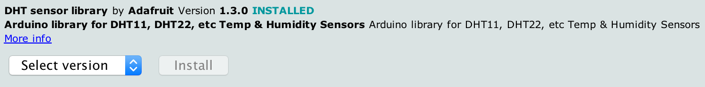 DHT sensor library by Adafruit Version 1.3.0 INSTALLED
Arduino library for DHT11, DHT22, etc Temp & Humidity Sensors Arduino library for DHT11, DHT22, etc Temp & Humidity Sensors
More info
Select version Install